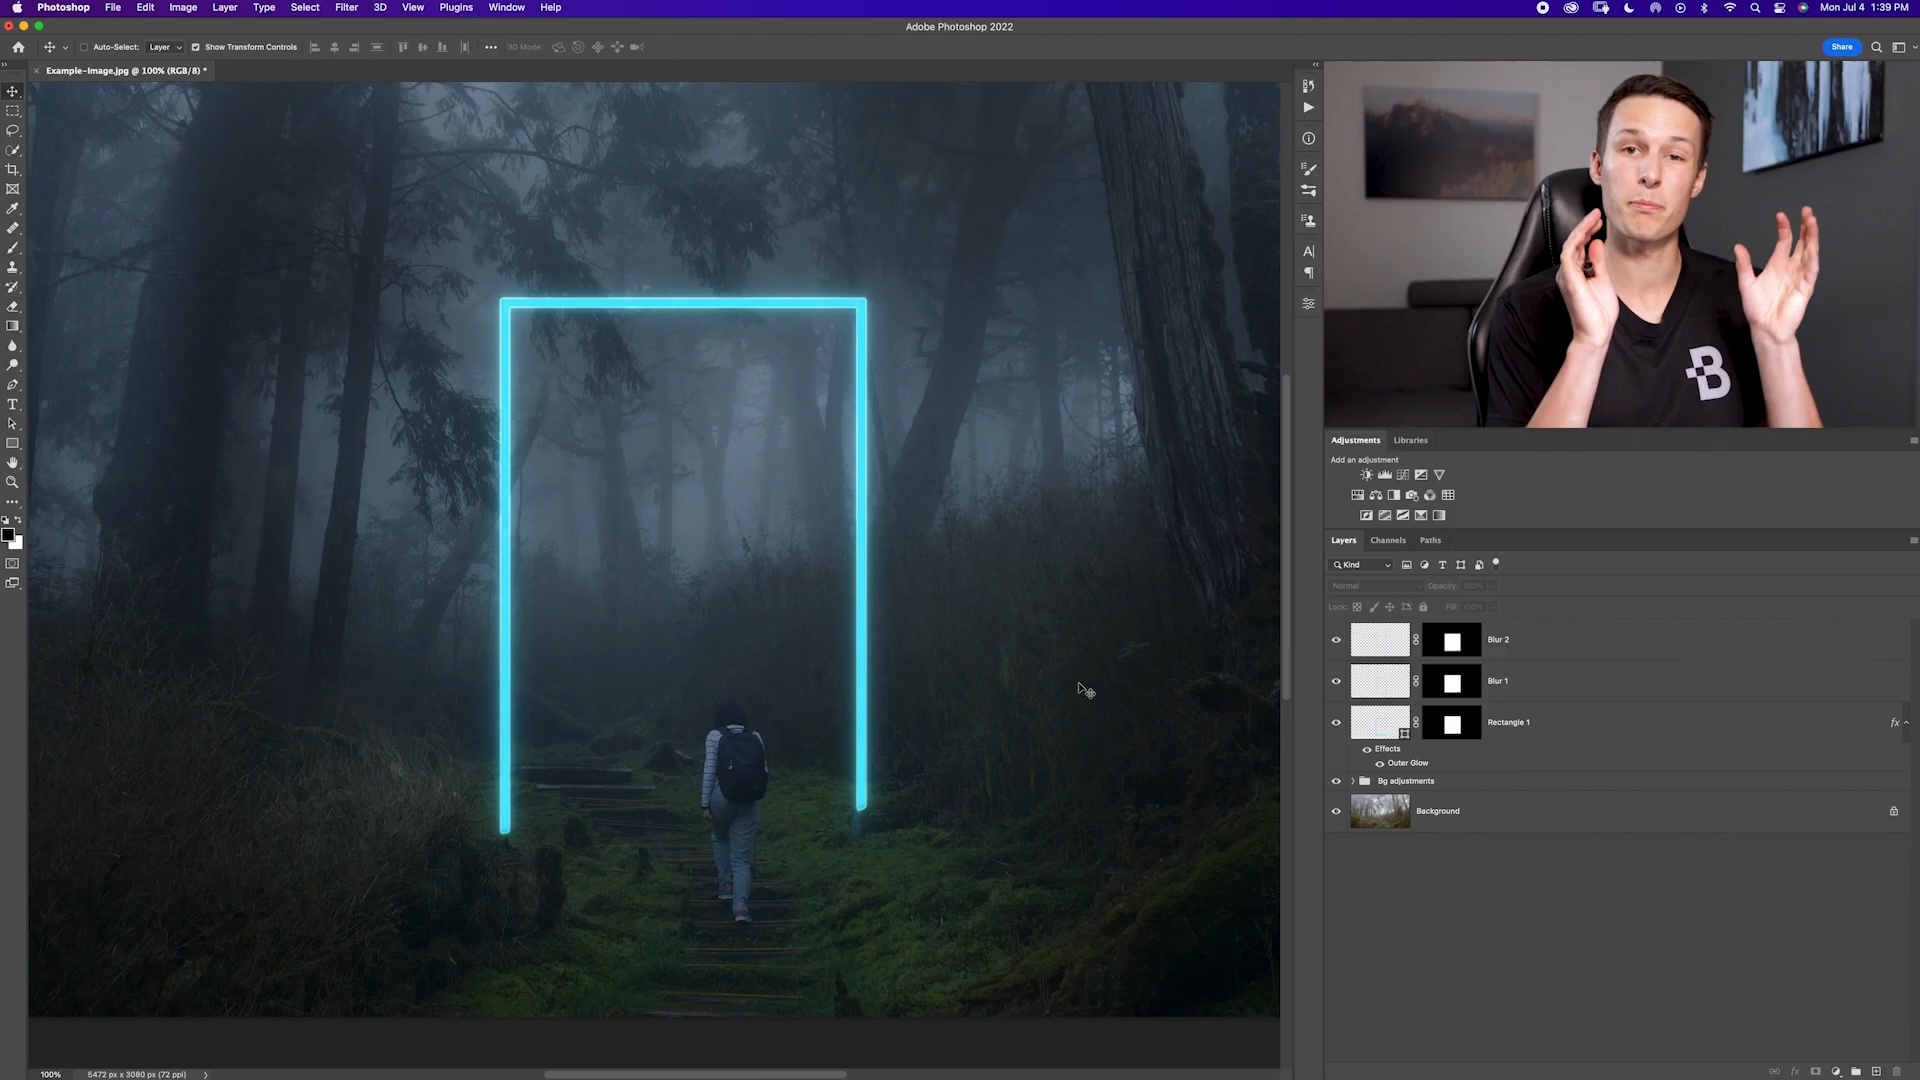 Photoshop File Edit Image Layer Type Select Filter 3D View Plugins Window Help Mon Jul 4 1:39 PM
Adobe Photoshop 2022
Auto-Select: Layer Show Transform Controls 3D Mode: Share
Example-Image.jpg @ 100% (RGB/8) *
B
Adjustments Libraries
Add an adjustment
Layers Channels Paths
Kind
Normal Opacity: 100%
Lock: Fill: 100%
Blur 2
Blur 1
Rectangle 1 fx
Effects
Outer Glow
Bg adjustments
Background
100% 5472 px x 3080 px (72 ppi)
fx